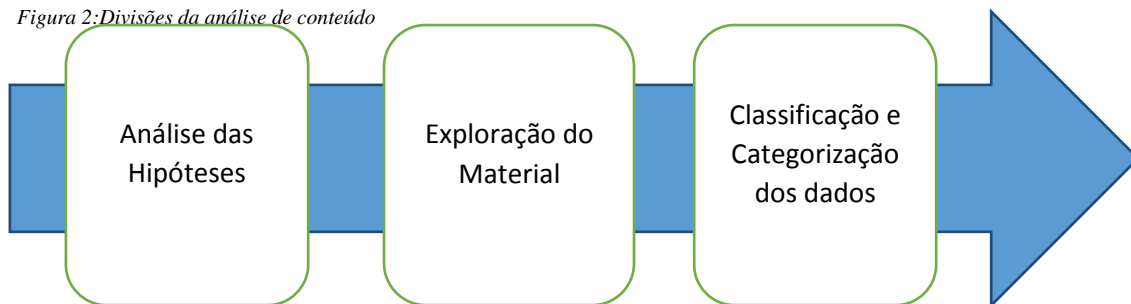 Figura 2:Divisões da análise de conteúdo
Análise das
Hipóteses
Exploração do
Material
Classificação e
Categorização
dos dados